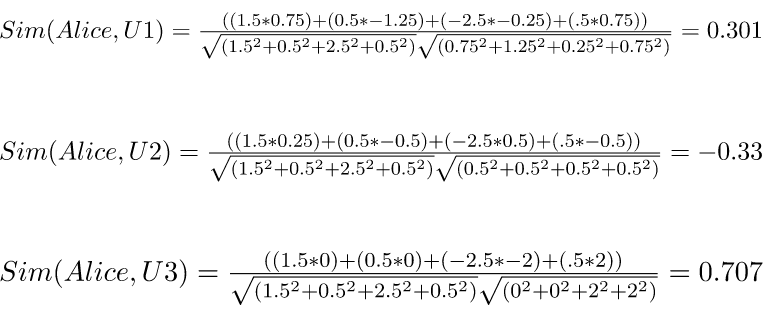 Sim(Alice, U1) = ((1.5*0.75)+(0.5*−1.25)+(−2.5*−0.25)+(.5*0.75)) / √(1.5²+0.5²+2.5²+0.5²)√(0.75²+1.25²+0.25²+0.75²) = 0.301
Sim(Alice, U2) = ((1.5*0.25)+(0.5*−0.5)+(−2.5*0.5)+(.5*−0.5)) / √(1.5²+0.5²+2.5²+0.5²)√(0.5²+0.5²+0.5²+0.5²) = −0.33
Sim(Alice, U3) = ((1.5*0)+(0.5*0)+(−2.5*−2)+(.5*2)) / √(1.5²+0.5²+2.5²+0.5²)√(0²+0²+2²+2²) = 0.707